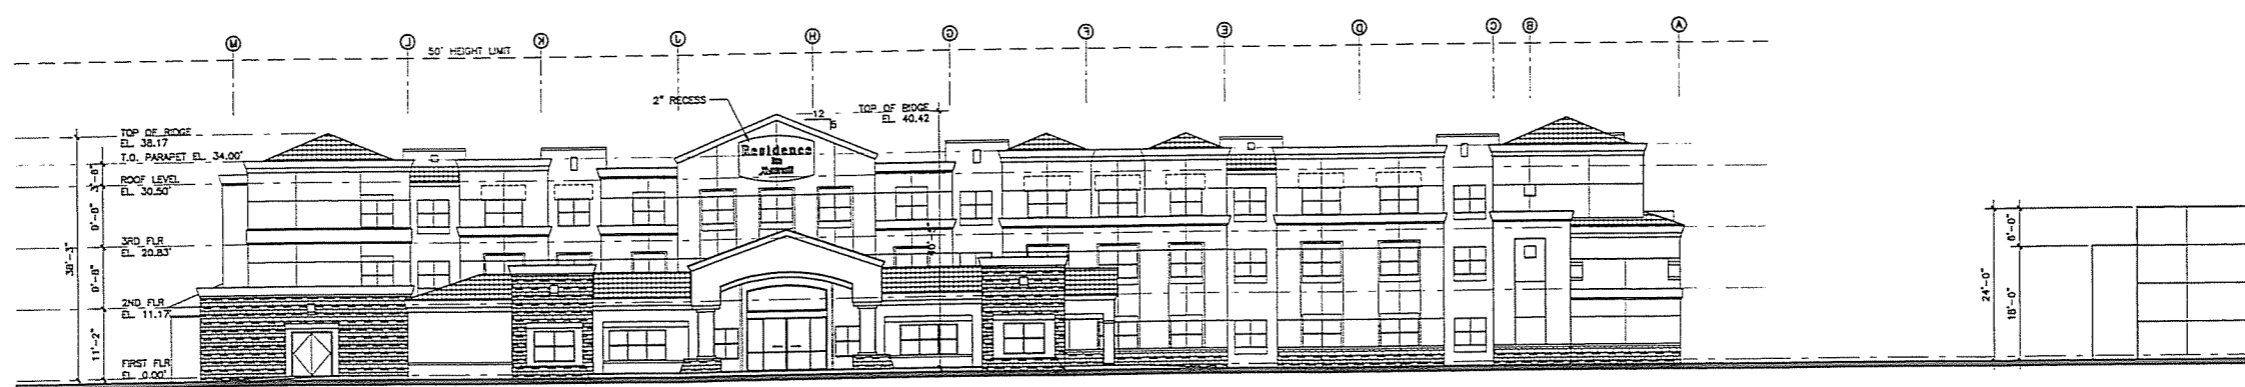 M L K J H G F E D C B A
50' HEIGHT LIMIT
2" RECESS
12
5
TOP OF RIDGE
EL. 40.42
TOP OF RIDGE
EL. 38.17
T.O. PARAPET EL. 34.00'
ROOF LEVEL
EL. 30.50'
3RD FLR
EL. 20.83'
2ND FLR
EL. 11.17'
FIRST FLR
EL. 0.00'
38'-3"
3'-6"
9'-8"
11'-2"
Residence
Inn
Marriott
24'-0"
6'-0"
18'-0"